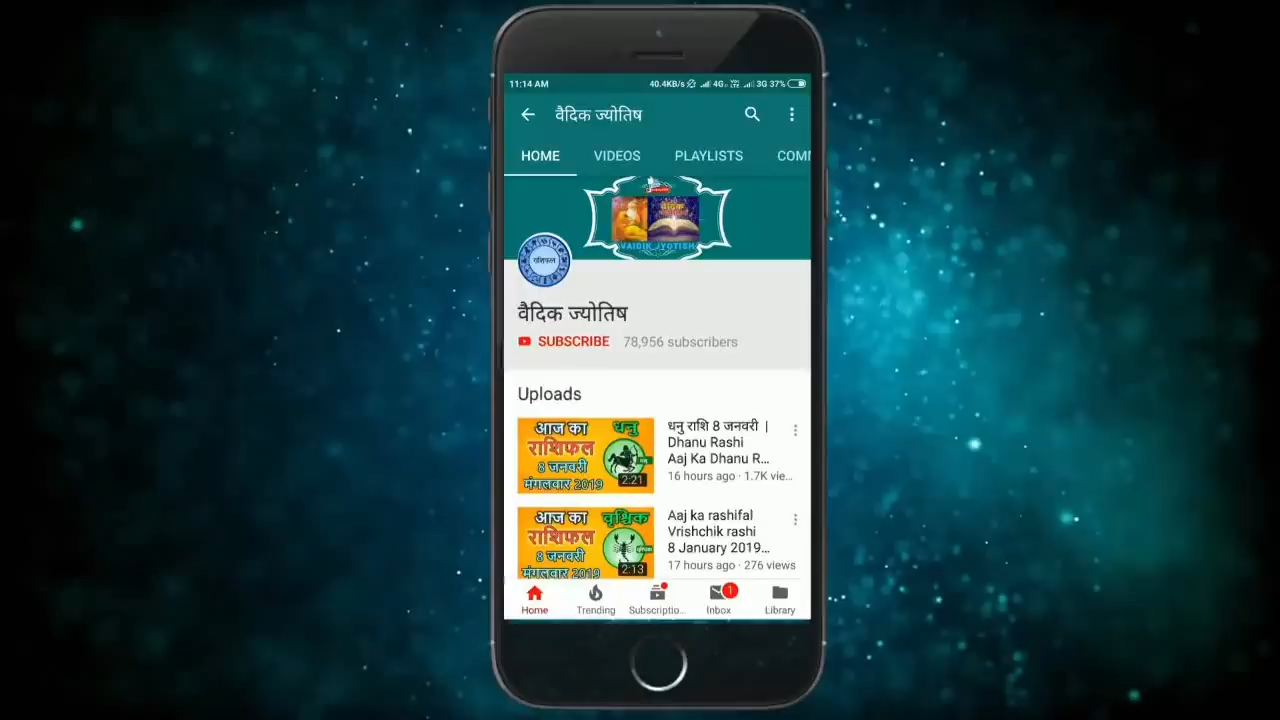 11:14 AM
40.4KB/s 4G 3G 37%
वैदिक ज्योतिष
HOME VIDEOS PLAYLISTS COMM
वैदिक
VAIDIK JYOTISH
राशिफल
वैदिक ज्योतिष
SUBSCRIBE 78,956 subscribers
Uploads
आज का धनु
राशिफल
8 जनवरी
मंगलवार 2019
2:21
धनु राशि 8 जनवरी |
Dhanu Rashi
Aaj Ka Dhanu R...
16 hours ago · 1.7K vie...
आज का वृश्चिक
राशिफल
8 जनवरी
मंगलवार 2019
2:13
Aaj ka rashifal
Vrishchik rashi
8 January 2019...
17 hours ago · 276 views
1
Home Trending Subscriptio... Inbox Library